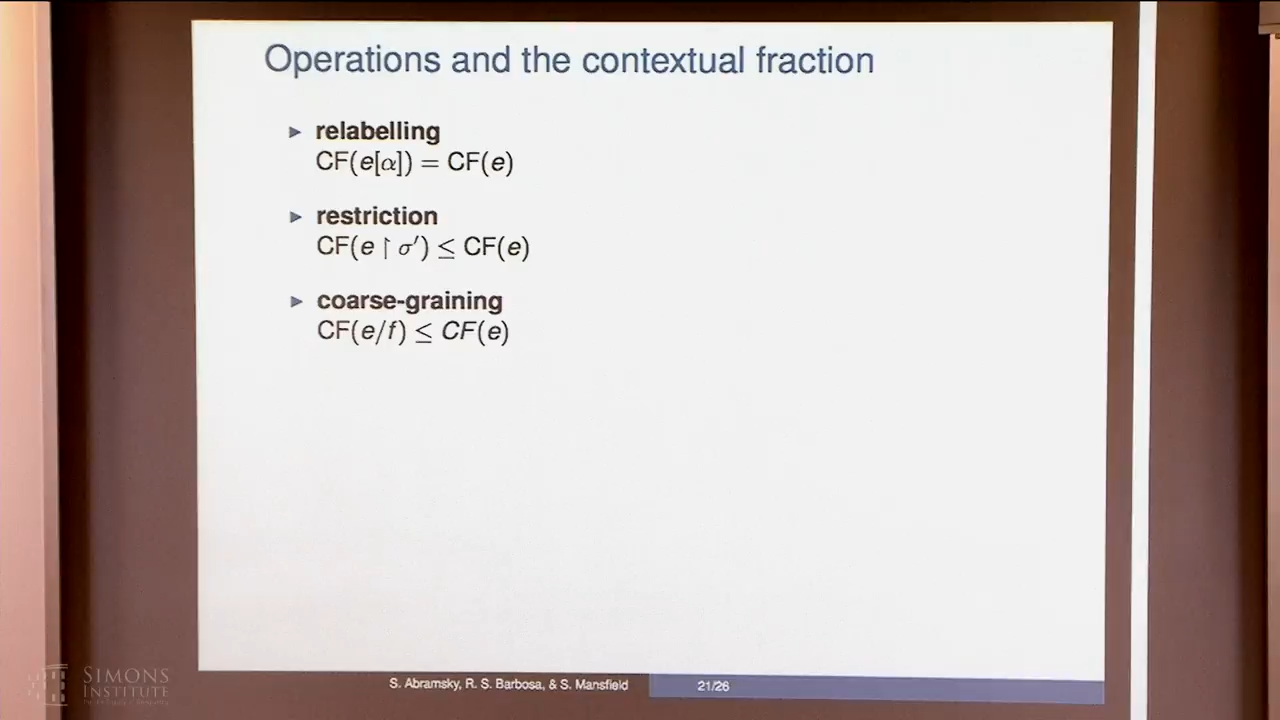 Operations and the contextual fraction
► relabelling
CF(e[α]) = CF(e)
► restriction
CF(e ↾ σ′) ≤ CF(e)
► coarse-graining
CF(e/f) ≤ CF(e)
S. Abramsky, R. S. Barbosa, & S. Mansfield
21/26
SIMONS
INSTITUTE